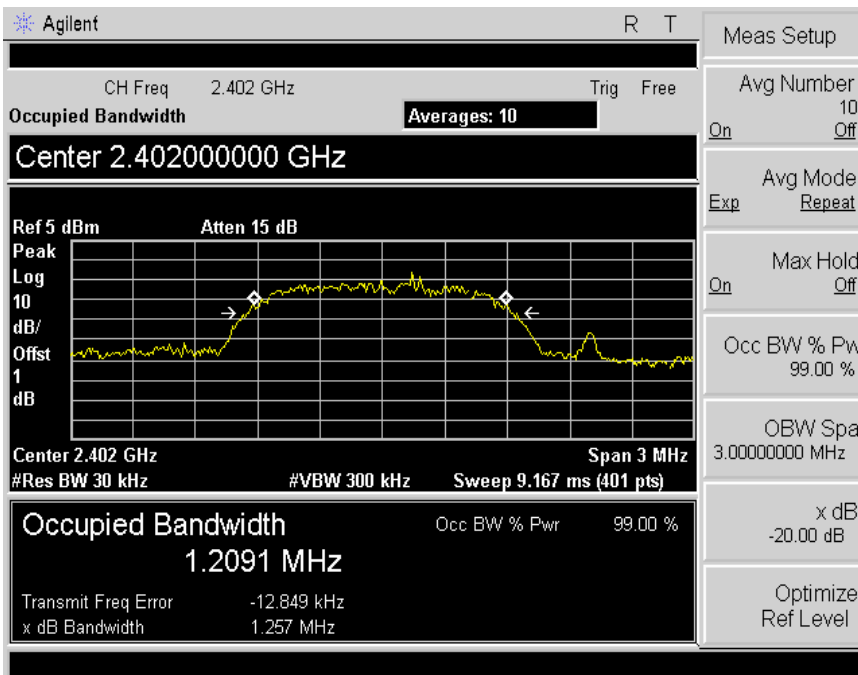 Agilent R T
CH Freq 2.402 GHz Trig Free
Occupied Bandwidth Averages: 10
Center 2.402000000 GHz
Ref 5 dBm Atten 15 dB
Peak
Log
10
dB/
Offst
1
dB
Center 2.402 GHz Span 3 MHz
#Res BW 30 kHz #VBW 300 kHz Sweep 9.167 ms (401 pts)
Occupied Bandwidth Occ BW % Pwr 99.00 %
1.2091 MHz
Transmit Freq Error -12.849 kHz
x dB Bandwidth 1.257 MHz
Meas Setup
Avg Number
10
On Off
Avg Mode
Exp Repeat
Max Hold
On Off
Occ BW % Pw
99.00 %
OBW Spa
3.00000000 MHz
x dB
-20.00 dB
Optimize
Ref Level